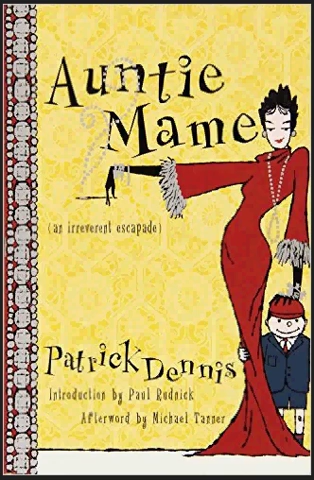 Auntie
Mame
(an irreverent escapade)
Patrick Dennis
Introduction by Paul Rudnick
Afterword by Michael Tanner